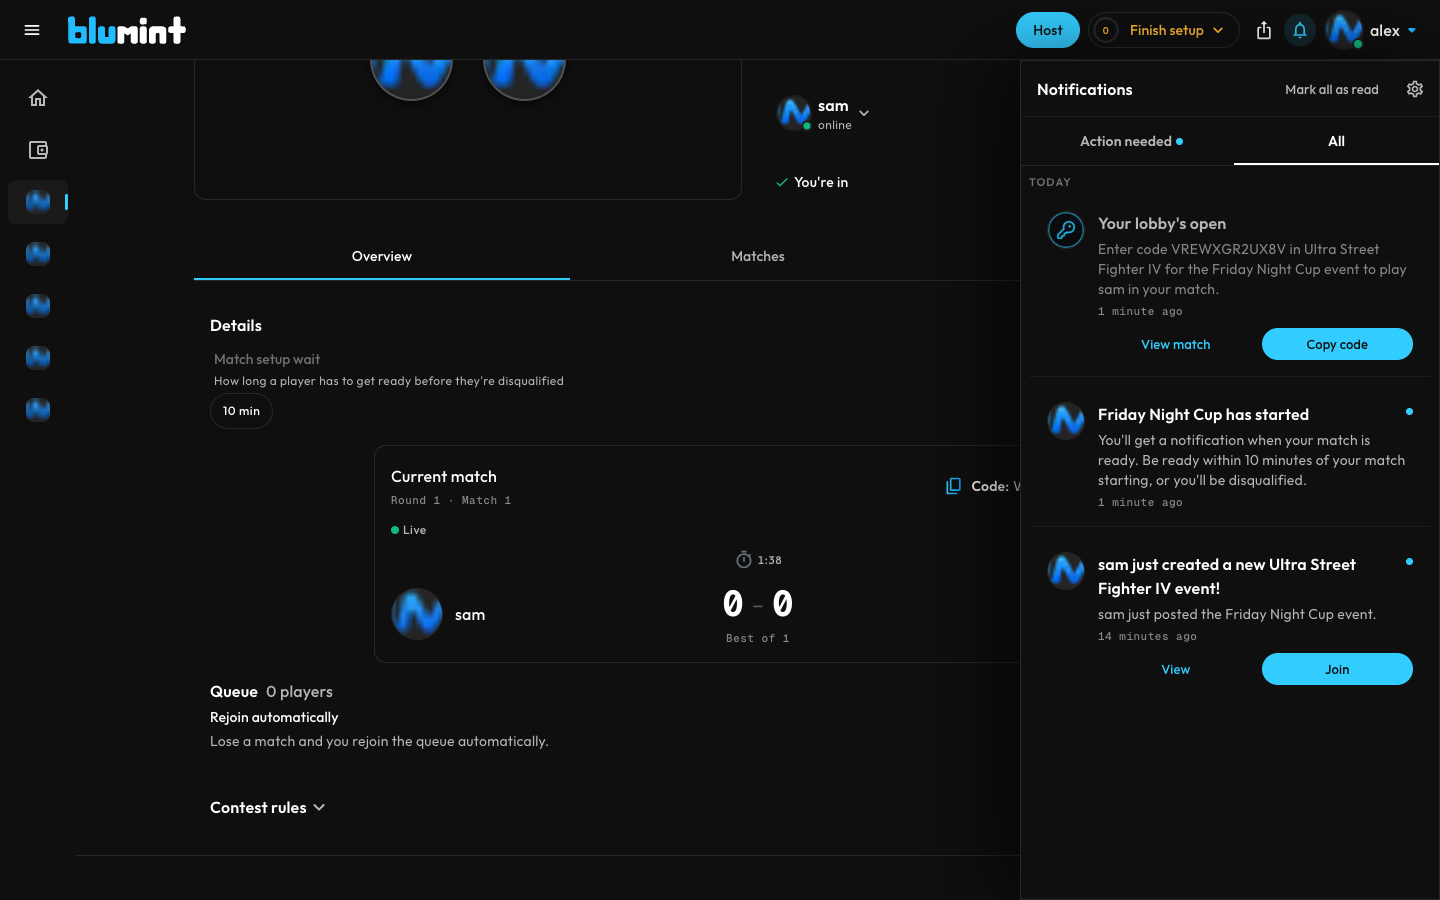 blumint
Host
0
Finish setup
alex
sam
online
You're in
Overview
Matches
Details
Match setup wait
How long a player has to get ready before they're disqualified
10 min
Current match
Round 1 · Match 1
Code:
Live
1:38
sam
0 – 0
Best of 1
Queue 0 players
Rejoin automatically
Lose a match and you rejoin the queue automatically.
Contest rules
Notifications
Mark all as read
Action needed
All
TODAY
Your lobby's open
Enter code VREWXGR2UX8V in Ultra Street
Fighter IV for the Friday Night Cup event to play
sam in your match.
1 minute ago
View match
Copy code
Friday Night Cup has started
You'll get a notification when your match is
ready. Be ready within 10 minutes of your match
starting, or you'll be disqualified.
1 minute ago
sam just created a new Ultra Street
Fighter IV event!
sam just posted the Friday Night Cup event.
14 minutes ago
View
Join